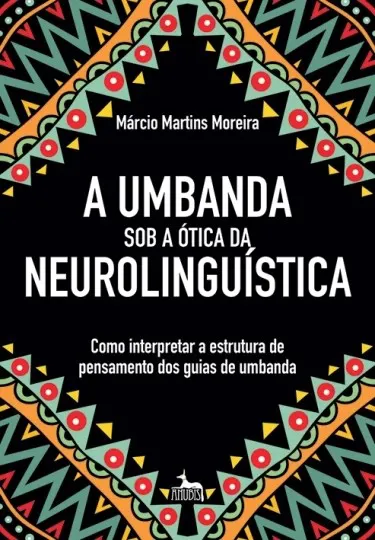 Márcio Martins Moreira
A UMBANDA
SOB A ÓTICA DA
NEUROLINGUÍSTICA
Como interpretar a estrutura de
pensamento dos guias de umbanda
ANUBIS